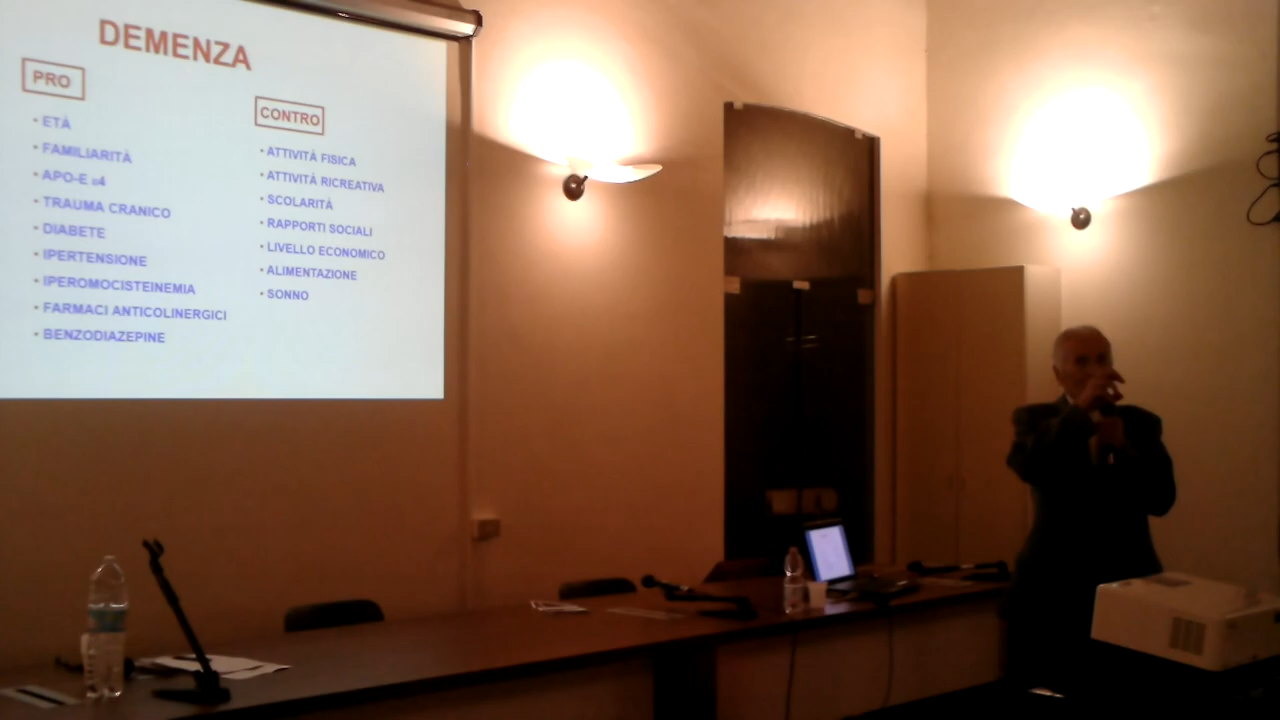 DEMENZA
PRO
• ETÀ
• FAMILIARITÀ
• APO-E ε4
• TRAUMA CRANICO
• DIABETE
• IPERTENSIONE
• IPEROMOCISTEINEMIA
• FARMACI ANTICOLINERGICI
• BENZODIAZEPINE
CONTRO
• ATTIVITÀ FISICA
• ATTIVITÀ RICREATIVA
• SCOLARITÀ
• RAPPORTI SOCIALI
• LIVELLO ECONOMICO
• ALIMENTAZIONE
• SONNO